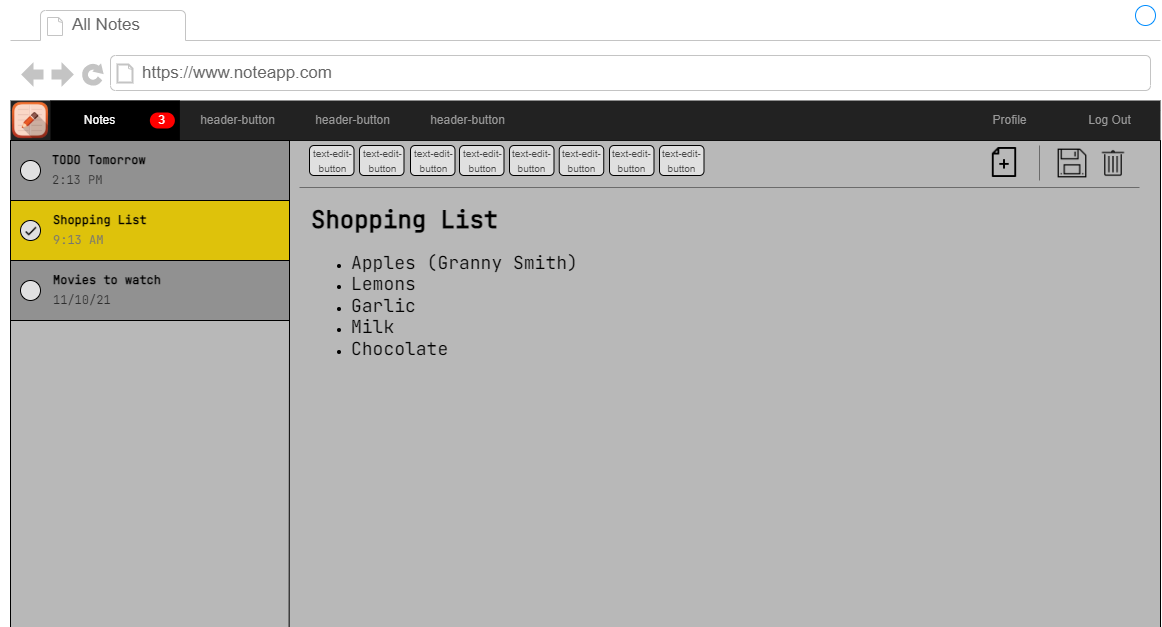 All Notes
https://www.noteapp.com
Notes 3 header-button header-button header-button Profile Log Out
TODO Tomorrow
2:13 PM
Shopping List
9:13 AM
Movies to watch
11/10/21
text-edit- text-edit- text-edit- text-edit- text-edit- text-edit- text-edit- text-edit-
button button button button button button button button
Shopping List
• Apples (Granny Smith)
• Lemons
• Garlic
• Milk
• Chocolate